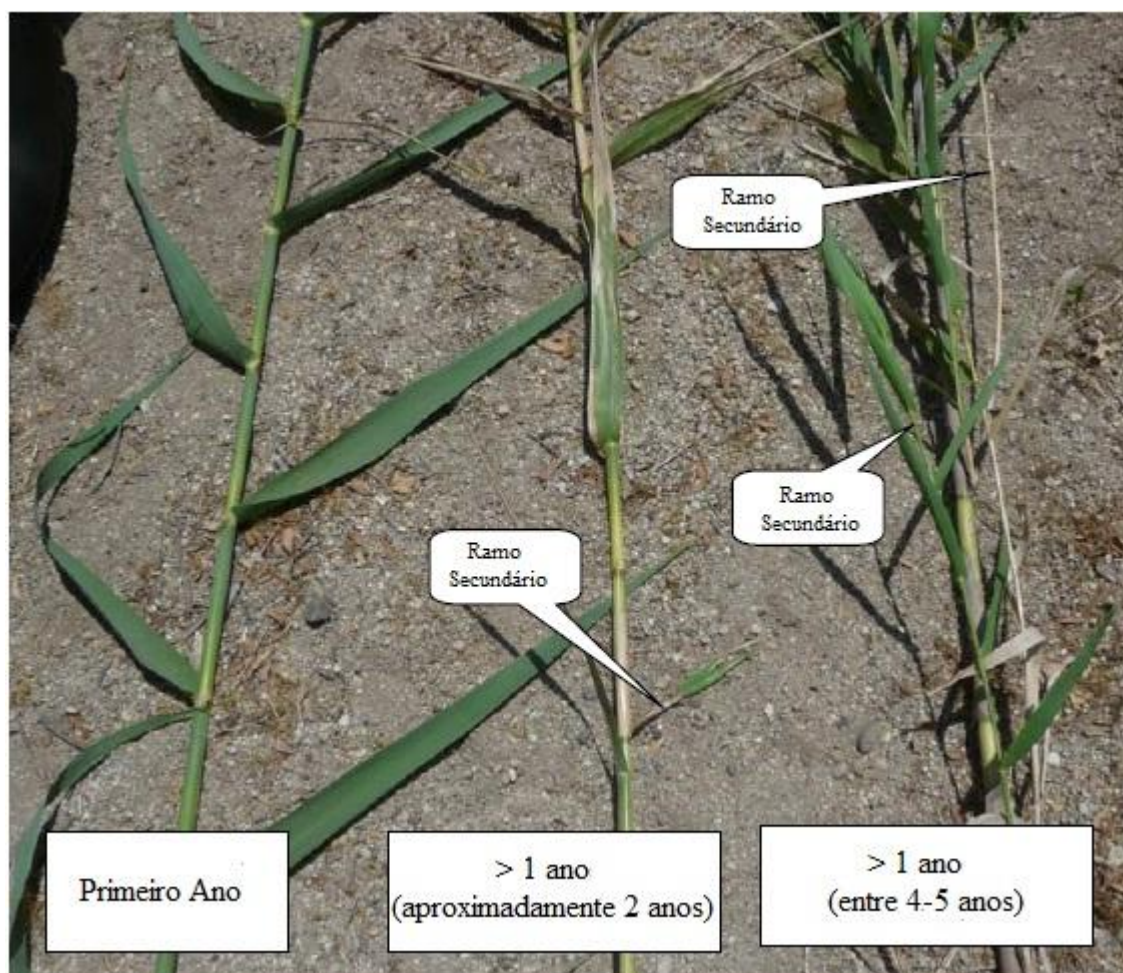 Ramo
Secundário
Ramo
Secundário
Ramo
Secundário
Primeiro Ano
> 1 ano
(aproximadamente 2 anos)
> 1 ano
(entre 4-5 anos)